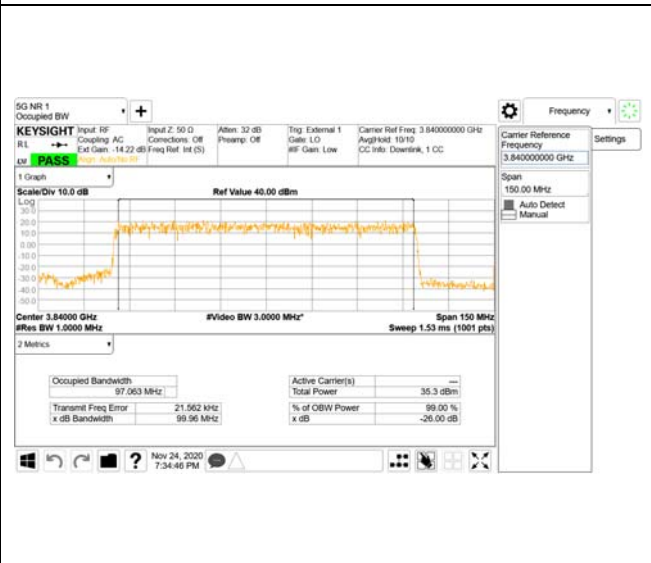 5G NR 1
Occupied BW
Frequency
KEYSIGHT
RL
PASS
Input: RF
Coupling: AC
Ext Gain: -14.22 dB
Align: Auto/No RF
Input Z: 50 Ω
Corrections: Off
Freq Ref: Int (S)
Atten: 32 dB
Preamp: Off
Trig: External 1
Gate: LO
#IF Gain: Low
Carrier Ref Freq: 3.840000000 GHz
Avg|Hold: 10/10
CC Info: Downlink, 1 CC
Carrier Reference
Frequency
3.840000000 GHz
Settings
Span
150.00 MHz
Auto Detect
Manual
1 Graph
Scale/Div 10.0 dB
Ref Value 40.00 dBm
Log
30.0
20.0
10.0
0.00
-10.0
-20.0
-30.0
-40.0
-50.0
Center 3.84000 GHz
#Video BW 3.0000 MHz*
Span 150 MHz
#Res BW 1.0000 MHz
Sweep 1.53 ms (1001 pts)
2 Metrics
Occupied Bandwidth
97.063 MHz
Transmit Freq Error 21.562 kHz
x dB Bandwidth 99.96 MHz
Active Carrier(s) ---
Total Power 35.3 dBm
% of OBW Power 99.00 %
x dB -26.00 dB
?
Nov 24, 2020
7:34:46 PM